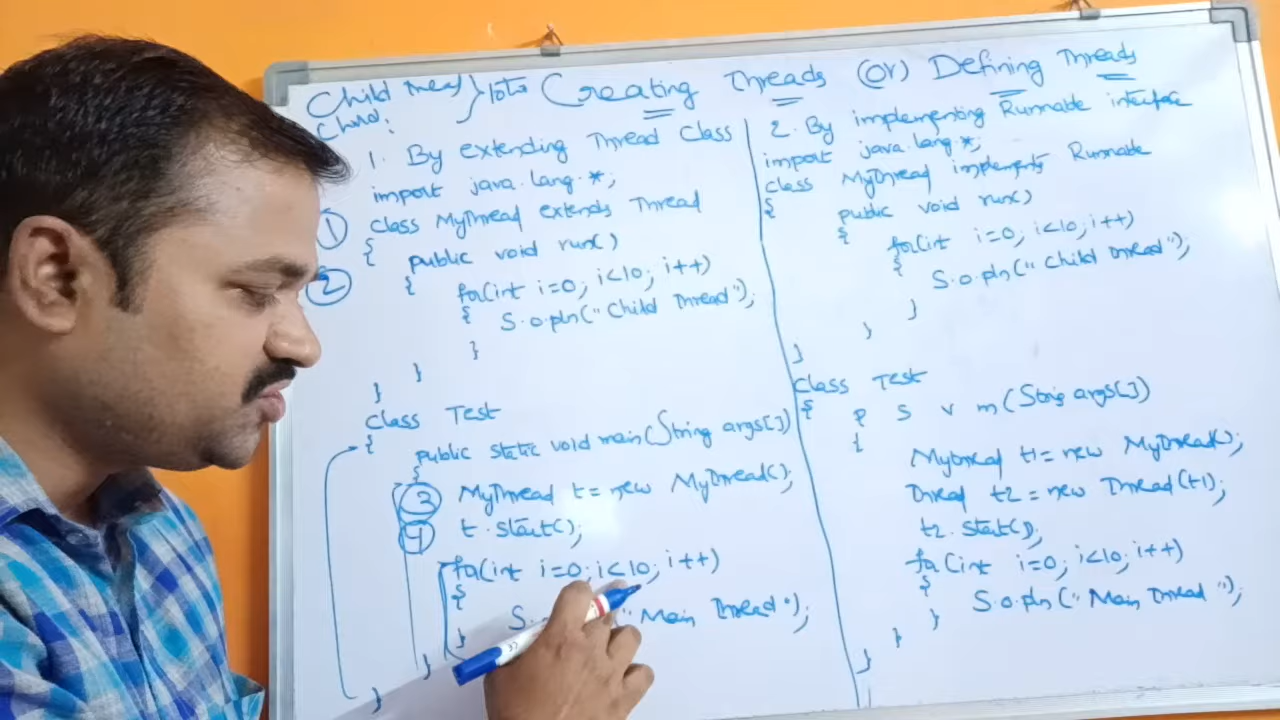 Creating Threads (or) Defining Threads
Child Thread } 10 times
Child:
1. By extending Thread Class
import java.lang.*;
① class MyThread extends Thread
{
② public void run()
{
for(int i=0; i<10; i++)
{
S.o.pln("Child Thread");
}
}
}
class Test
{
public static void main(String args[])
{
③ MyThread t=new MyThread();
④ t.start();
for(int i=0; i<10; i++)
{
S. "Main Thread");
}
}
}
2. By implementing Runnable interface
import java.lang.*;
class MyThread implements Runnable
{
public void run()
{
for(int i=0; i<10; i++)
{
S.o.pln("Child Thread");
}
}
}
class Test
{
P S v m(String args[])
{
MyThread t1=new MyThread();
Thread t2=new Thread(t1);
t2.start();
for(int i=0; i<10; i++)
{
S.o.pln("Main Thread");
}
}
}